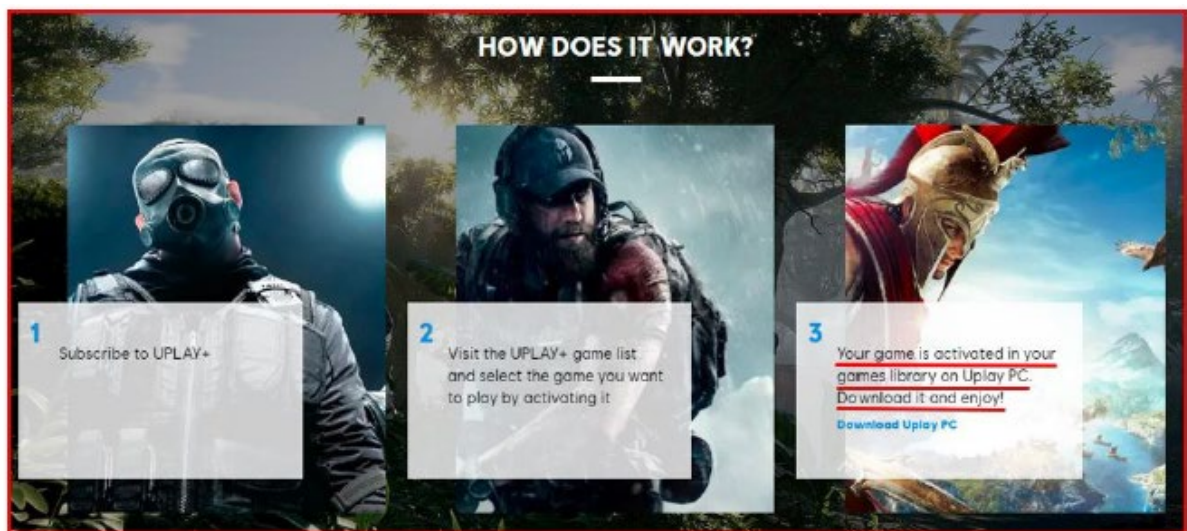 HOW DOES IT WORK?
1
Subscribe to UPLAY+
2
Visit the UPLAY+ game list
and select the game you want
to play by activating it
3
Your game is activated in your
games library on Uplay PC.
Download it and enjoy!
Download Uplay PC